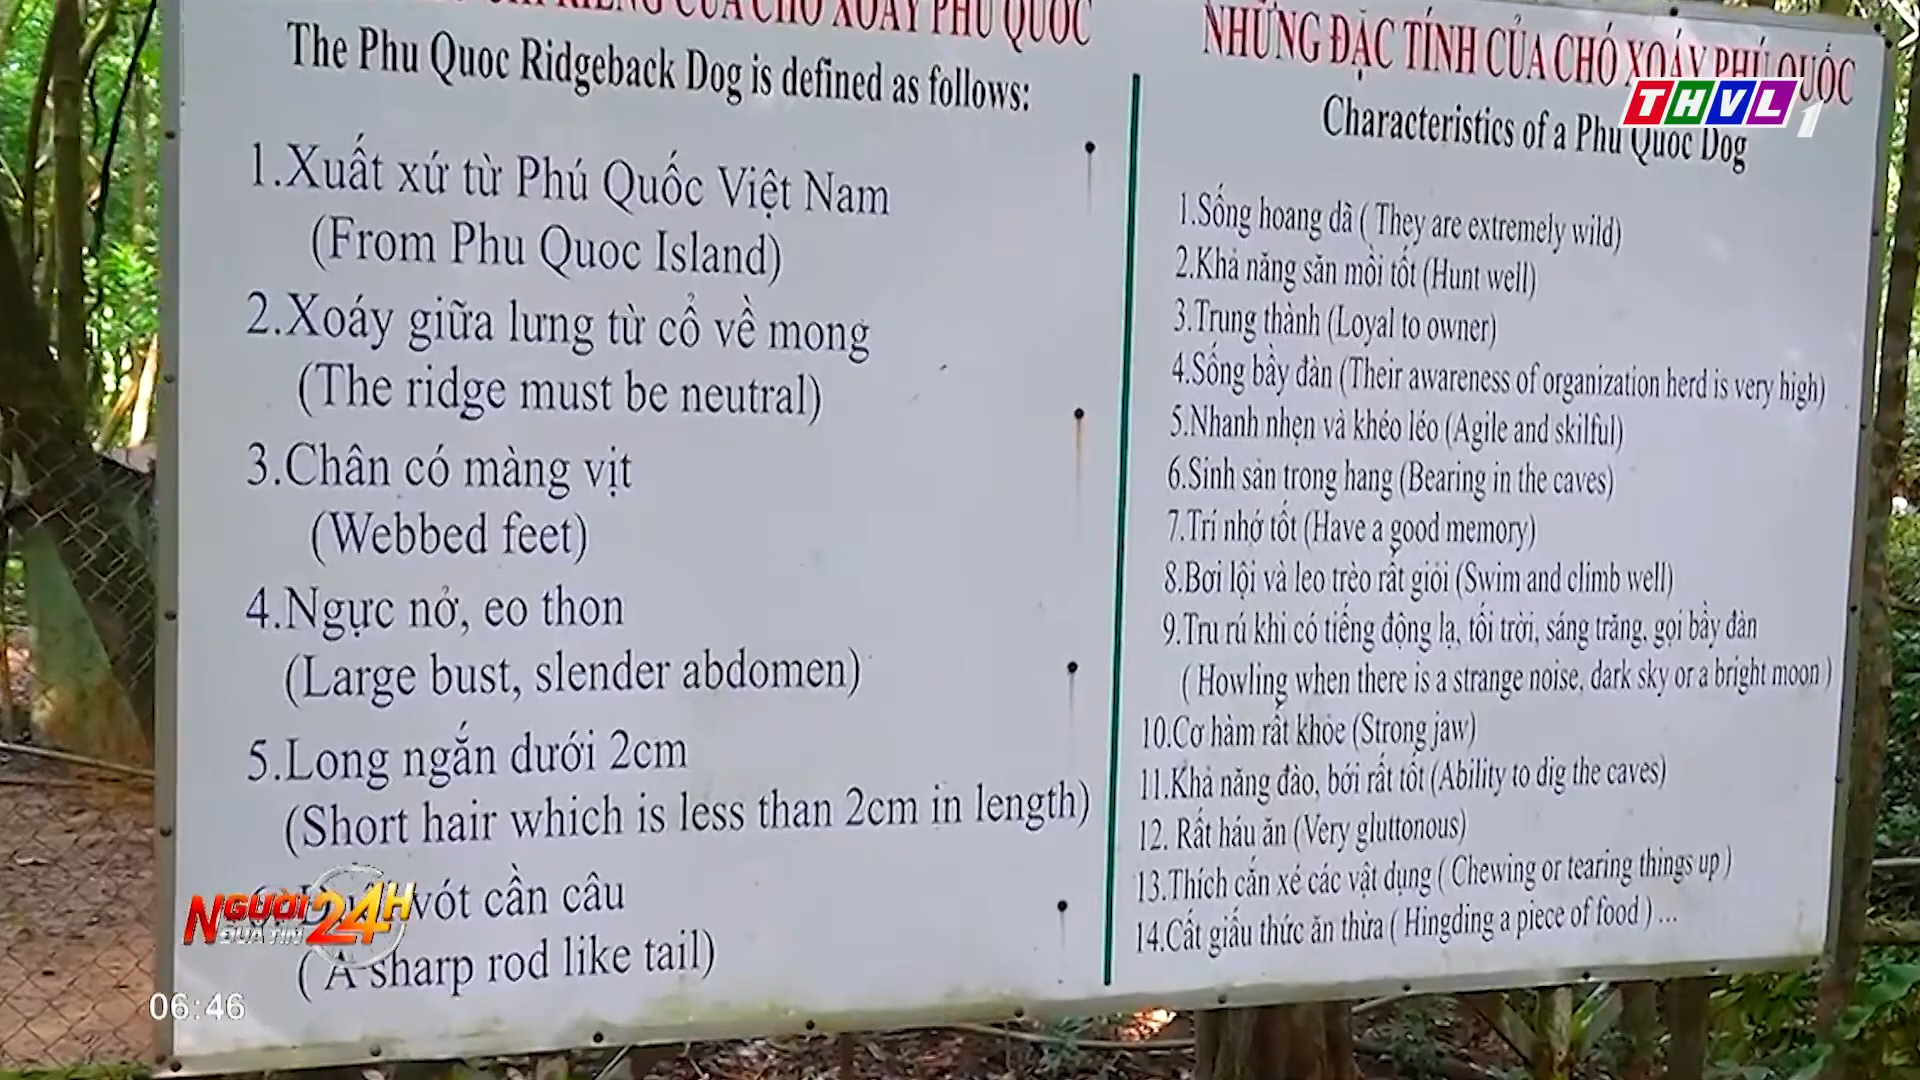 RIÊNG CỦA CHÓ XOÁY PHÚ QUỐC
The Phu Quoc Ridgeback Dog is defined as follows:
1.Xuất xứ từ Phú Quốc Việt Nam
(From Phu Quoc Island)
2.Xoáy giữa lưng từ cổ về mong
(The ridge must be neutral)
3.Chân có màng vịt
(Webbed feet)
4.Ngực nở, eo thon
(Large bust, slender abdomen)
5.Long ngắn dưới 2cm
(Short hair which is less than 2cm in length)
vót cần câu
( A sharp rod like tail)
NHỮNG ĐẶC TÍNH CỦA CHÓ XOÁY PHÚ QUỐC
Characteristics of a Phu Quoc Dog
1.Sống hoang dã ( They are extremely wild)
2.Khả năng săn mồi tốt (Hunt well)
3.Trung thành (Loyal to owner)
4.Sống bầy đàn (Their awareness of organization herd is very high)
5.Nhanh nhẹn và khéo léo (Agile and skilful)
6.Sinh sản trong hang (Bearing in the caves)
7.Trí nhớ tốt (Have a good memory)
8.Bơi lội và leo trèo rất giỏi (Swim and climb well)
9.Tru rú khi có tiếng động lạ, tối trời, sáng trăng, gọi bầy đàn
( Howling when there is a strange noise, dark sky or a bright moon )
10.Cơ hàm rất khỏe (Strong jaw)
11.Khả năng đào, bới rất tốt (Ability to dig the caves)
12. Rất háu ăn (Very gluttonous)
13.Thích cắn xé các vật dụng ( Chewing or tearing things up )
14.Cất giấu thức ăn thừa ( Hingding a piece of food ) ...
THVL1
NGƯỜI ĐƯA TIN 24H
06:46